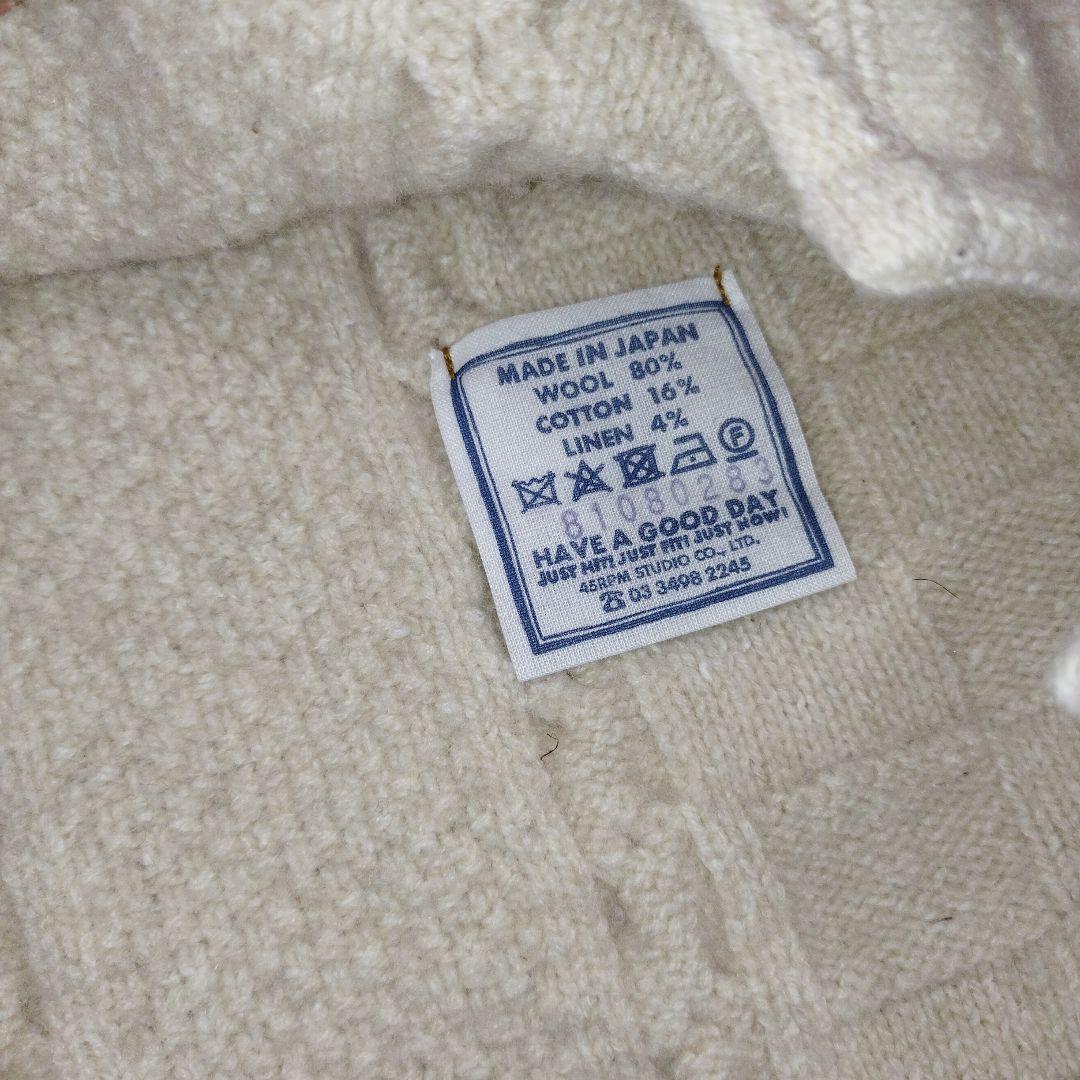 MADE IN JAPAN
WOOL 80%
COTTON 16%
LINEN 4%
F
81080283
HAVE A GOOD DAY
JUST HIT! JUST FIT! JUST NOW!
45RPM STUDIO CO., LTD.
☎ 03 3498 2245